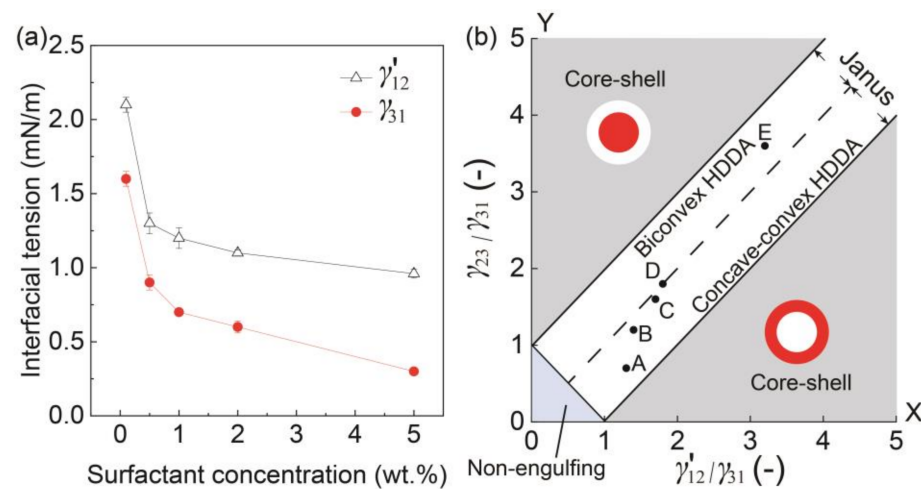 (a)
2.5
2.0
1.5
1.0
0.5
0.0
Interfacial tension (mN/m)
γ'₁₂
γ₃₁
0 1 2 3 4 5
Surfactant concentration (wt.%)
(b)
Y
5
4
3
2
1
0
γ₂₃/γ₃₁ (-)
Core-shell
Janus
Biconvex HDDA
Concave-convex HDDA
E
D
C
B
A
Core-shell
X
0 1 2 3 4 5
Non-engulfing
γ'₁₂/γ₃₁ (-)